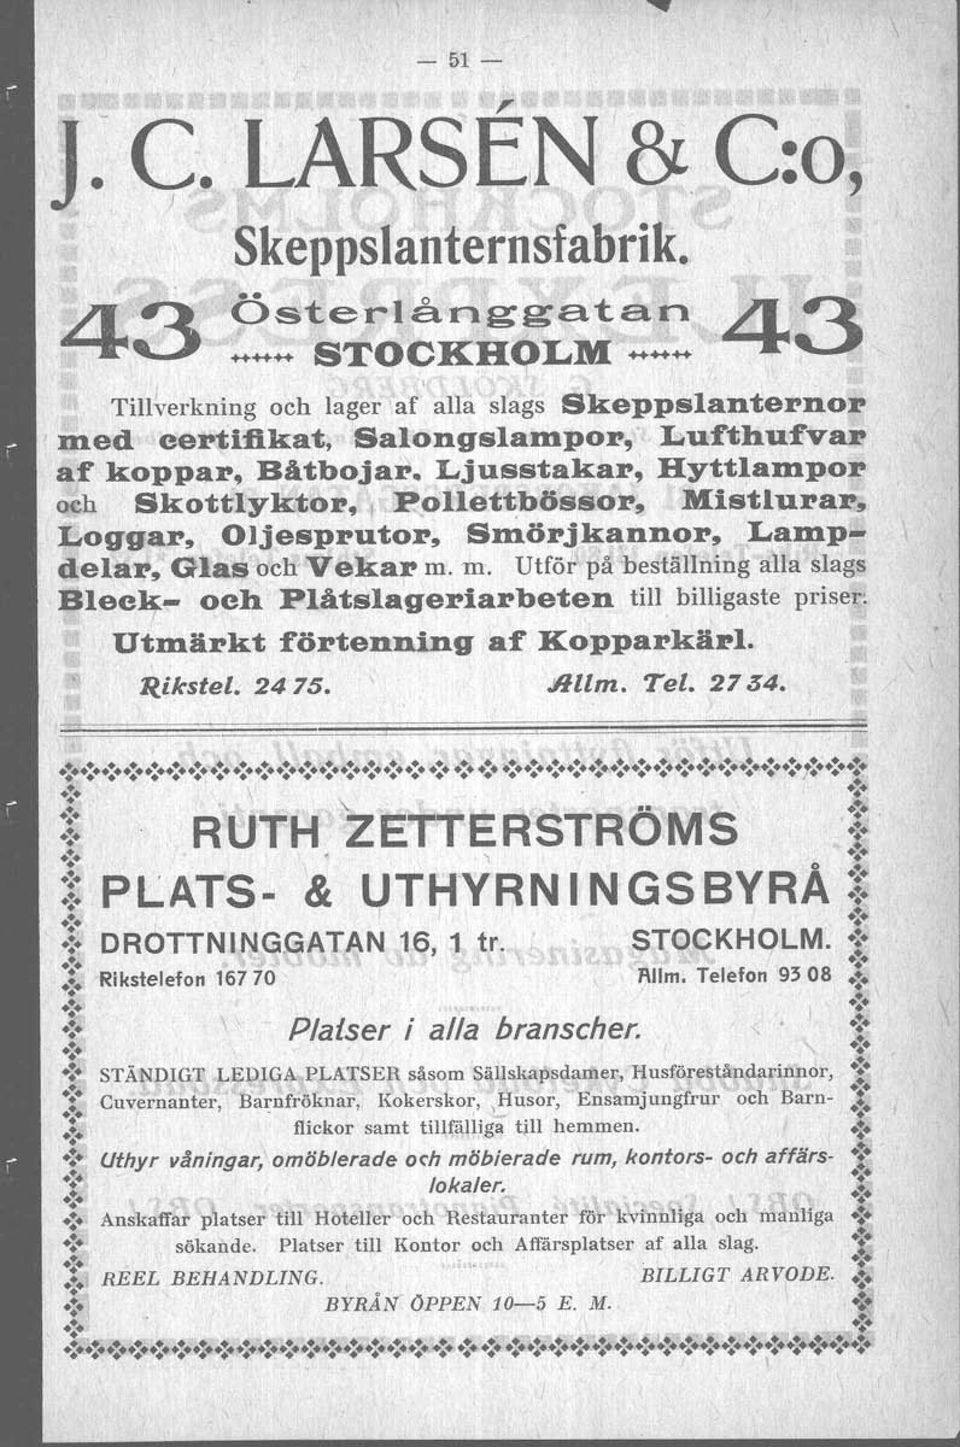 — 51 —
J. C. LARSÉN & C:o,
Skeppslanternsfabrik.
43 Österlånggatan 43
STOCKHOLM
Tillverkning och lager af alla slags Skeppslanternor
med certifikat, Salongslampor, Lufthufvar
af koppar, Båtbojar. Ljusstakar, Hyttlampor
och Skottlyktor, Pollettbössor, Mistlurar,
Loggar, Oljesprutor, Smörjkannor, Lamp-
delar, Glas och Vekar m. m. Utför på beställning alla slags
Bleck- och Plåtslageriarbeten till billigaste priser.
Utmärkt förtenning af Kopparkärl.
Rikstel. 24 75. Allm. Tel. 27 34.
RUTH ZETTERSTRÖMS
PLATS- & UTHYRNINGSBYRÅ
DROTTNINGGATAN 16, 1 tr. STOCKHOLM.
Rikstelefon 167 70 Allm. Telefon 93 08
Platser i alla branscher.
STÄNDIGT LEDIGA PLATSER såsom Sällskapsdamer, Husföreståndarinnor,
Guvernanter, Barnfröknar, Kokerskor, Husor, Ensamjungfrur och Barn-
flickor samt tillfälliga till hemmen.
Uthyr våningar, omöblerade och möblerade rum, kontors- och affärs-
lokaler.
Anskaffar platser till Hoteller och Restauranter för kvinnliga och manliga
sökande. Platser till Kontor och Affärsplatser af alla slag.
REEL BEHANDLING. BILLIGT ARVODE.
BYRÅN ÖPPEN 10—5 E. M.